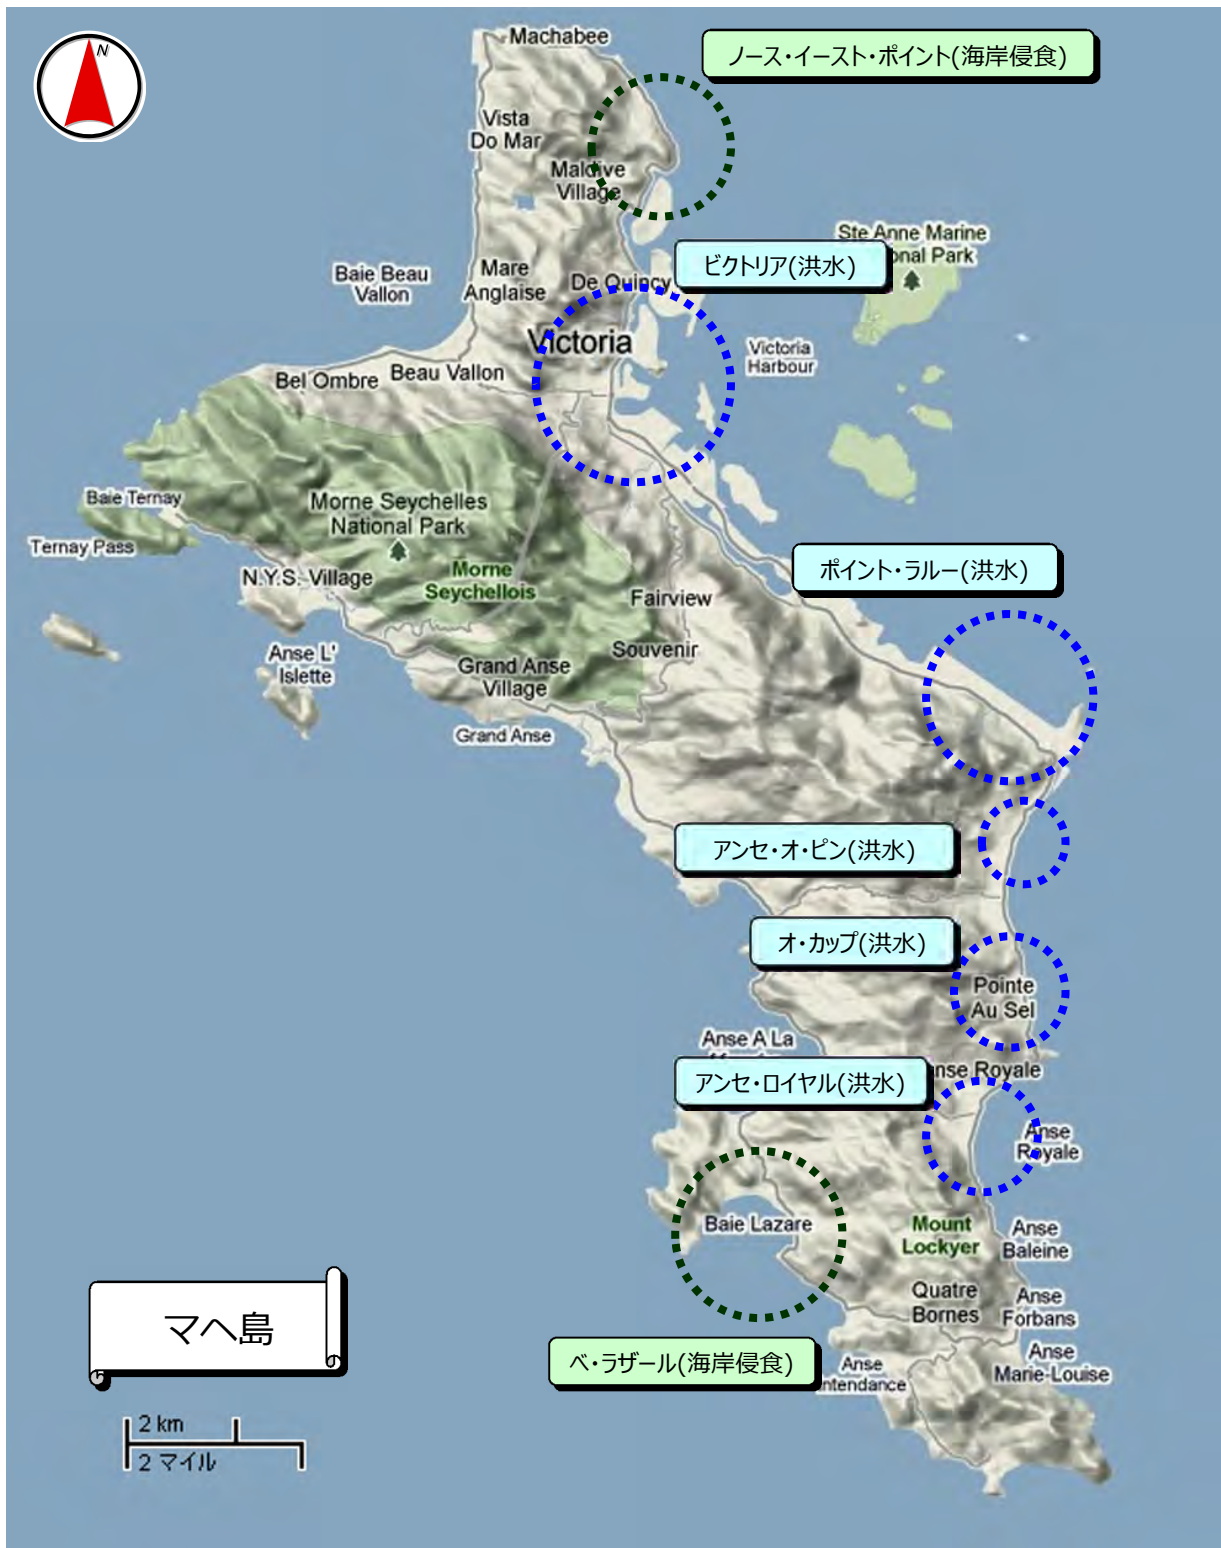 N
Machabee
ノース・イースト・ポイント(海岸侵食)
Vista
Do Mar
Maldive
Village
Ste Anne Marine
onal Park
ビクトリア(洪水)
Baie Beau
Vallon
Mare
Anglaise
De Quincy
Victoria
Victoria
Harbour
Bel Ombre
Beau Vallon
Baie Ternay
Morne Seychelles
National Park
Ternay Pass
ポイント・ラルー(洪水)
N.Y.S. Village
Morne
Seychellois
Fairview
Anse L'
Islette
Souvenir
Grand Anse
Village
Grand Anse
アンセ・オ・ピン(洪水)
オ・カップ(洪水)
Pointe
Au Sel
Anse A La
アンセ・ロイヤル(洪水)
nse Royale
Anse
Royale
Baie Lazare
Mount
Lockyer
Anse
Baleine
Quatre
Bornes
Anse
Forbans
マヘ島
ベ・ラザール(海岸侵食)
Anse
ntendance
Anse
Marie-Louise
2 km
2 マイル